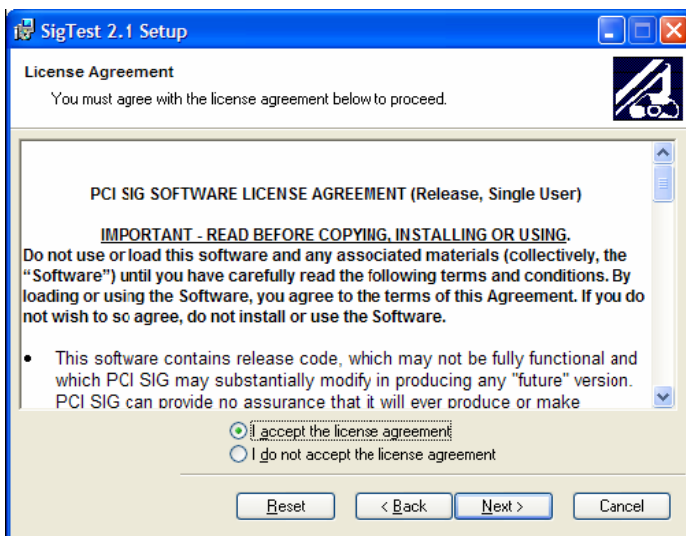 SigTest 2.1 Setup
License Agreement
You must agree with the license agreement below to proceed.
PCI SIG SOFTWARE LICENSE AGREEMENT (Release, Single User)
IMPORTANT - READ BEFORE COPYING, INSTALLING OR USING.
Do not use or load this software and any associated materials (collectively, the
“Software”) until you have carefully read the following terms and conditions. By
loading or using the Software, you agree to the terms of this Agreement. If you do
not wish to so agree, do not install or use the Software.
• This software contains release code, which may not be fully functional and
which PCI SIG may substantially modify in producing any "future" version.
PCI SIG can provide no assurance that it will ever produce or make
I accept the license agreement
I do not accept the license agreement
Reset < Back Next > Cancel